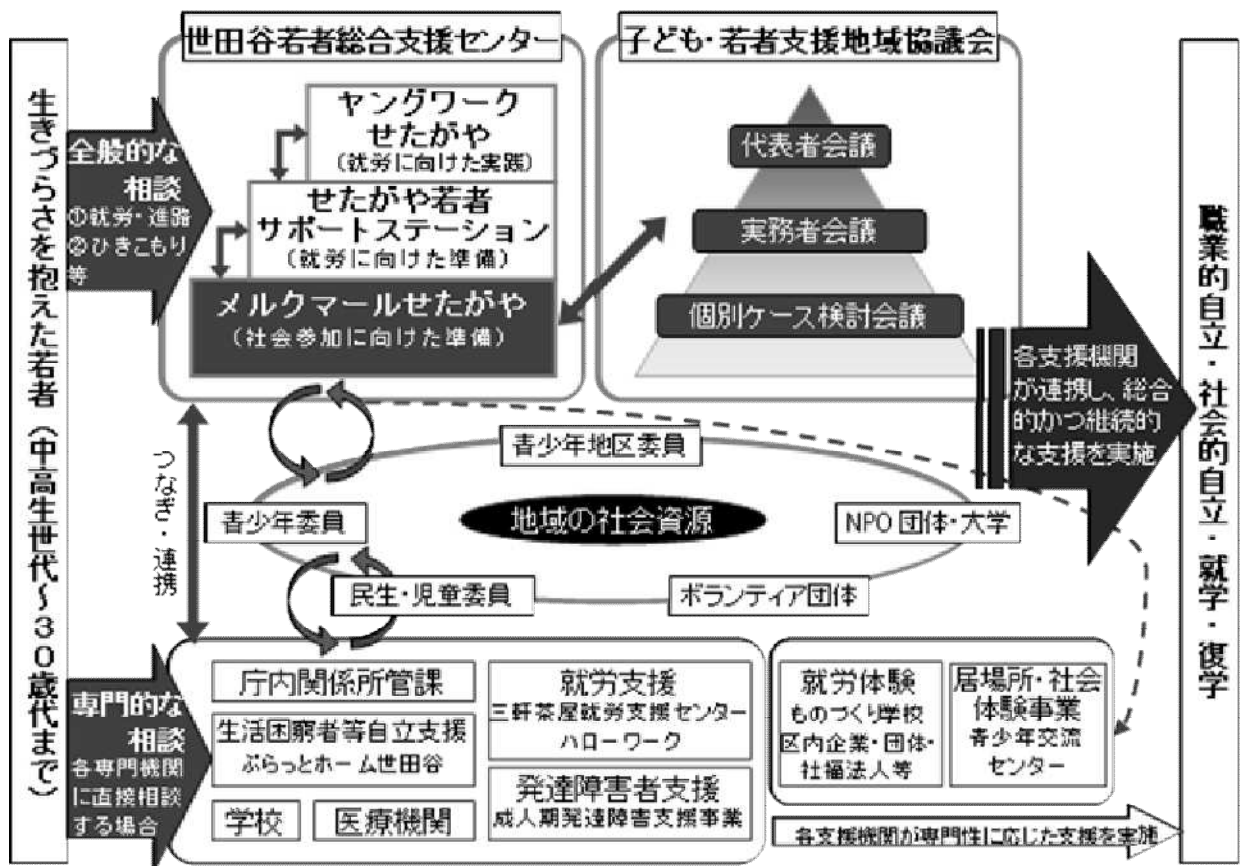 世田谷若者総合支援センター
子ども・若者支援地域協議会
生きづらさを抱えた若者（中高生世代～30歳代まで）
全般的な
相談
①就労・進路
②ひきこもり
等
ヤングワーク
せたがや
（就労に向けた実践）
せたがや若者
サポートステーション
（就労に向けた準備）
メルクマールせたがや
（社会参加に向けた準備）
代表者会議
実務者会議
個別ケース検討会議
各支援機関
が連携し、総合
的かつ継続的
な支援を実施
職業的自立・社会的自立・就学・復学
つなぎ・連携
青少年地区委員
青少年委員
地域の社会資源
NPO団体・大学
民生・児童委員
ボランティア団体
専門的な
相談
各専門機関
に直接相談
する場合
庁内関係所管課
生活困窮者等自立支援
ぷらっとホーム世田谷
学校
医療機関
就労支援
三軒茶屋就労支援センター
ハローワーク
発達障害者支援
成人期発達障害支援事業
就労体験
ものづくり学校
区内企業・団体・
社福法人等
居場所・社会
体験事業
青少年交流
センター
各支援機関が専門性に応じた支援を実施